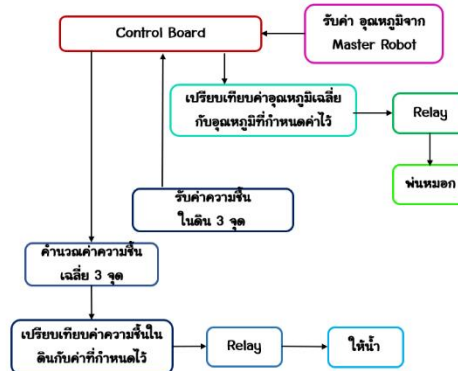 Control Board
รับค่า อุณหภูมิจาก
Master Robot
เปรียบเทียบค่าอุณหภูมิเฉลี่ย
กับอุณหภูมิที่กำหนดค่าไว้
Relay
พ่นหมอก
รับค่าความชื้น
ในดิน 3 จุด
คำนวณค่าความชื้น
เฉลี่ย 3 จุด
เปรียบเทียบค่าความชื้นใน
ดินกับค่าที่กำหนดไว้
Relay
ให้น้ำ